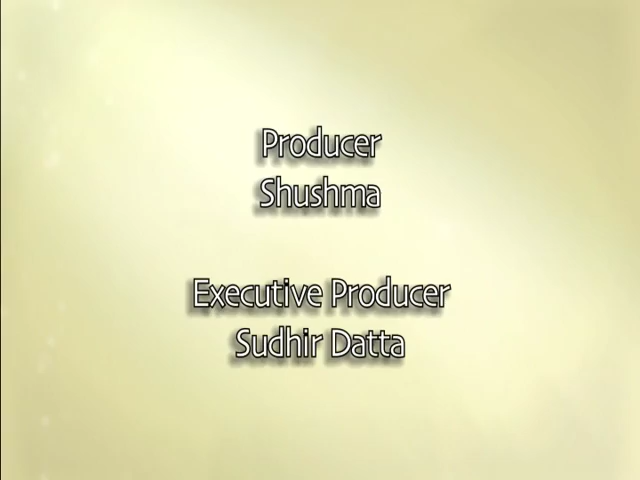 Producer
Shushma
Executive Producer
Sudhir Datta